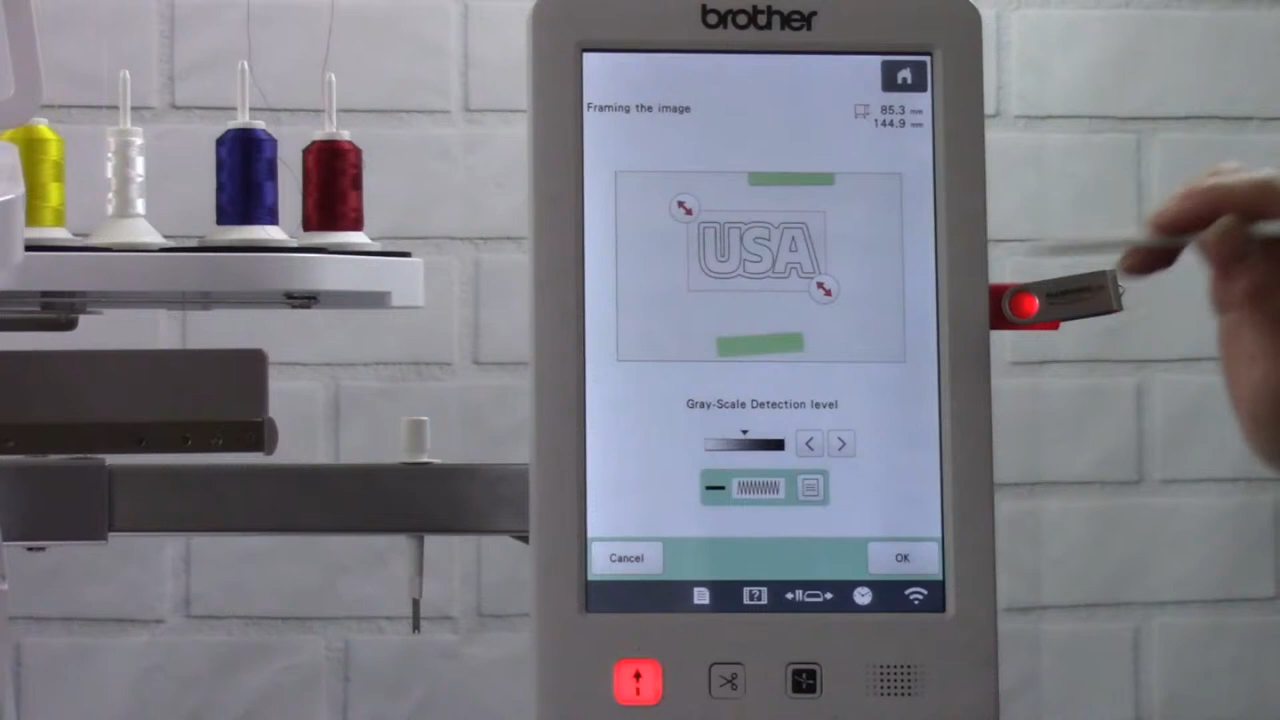 brother
Framing the image
85.3 mm
144.9 mm
USA
Gray-Scale Detection level
Cancel
OK